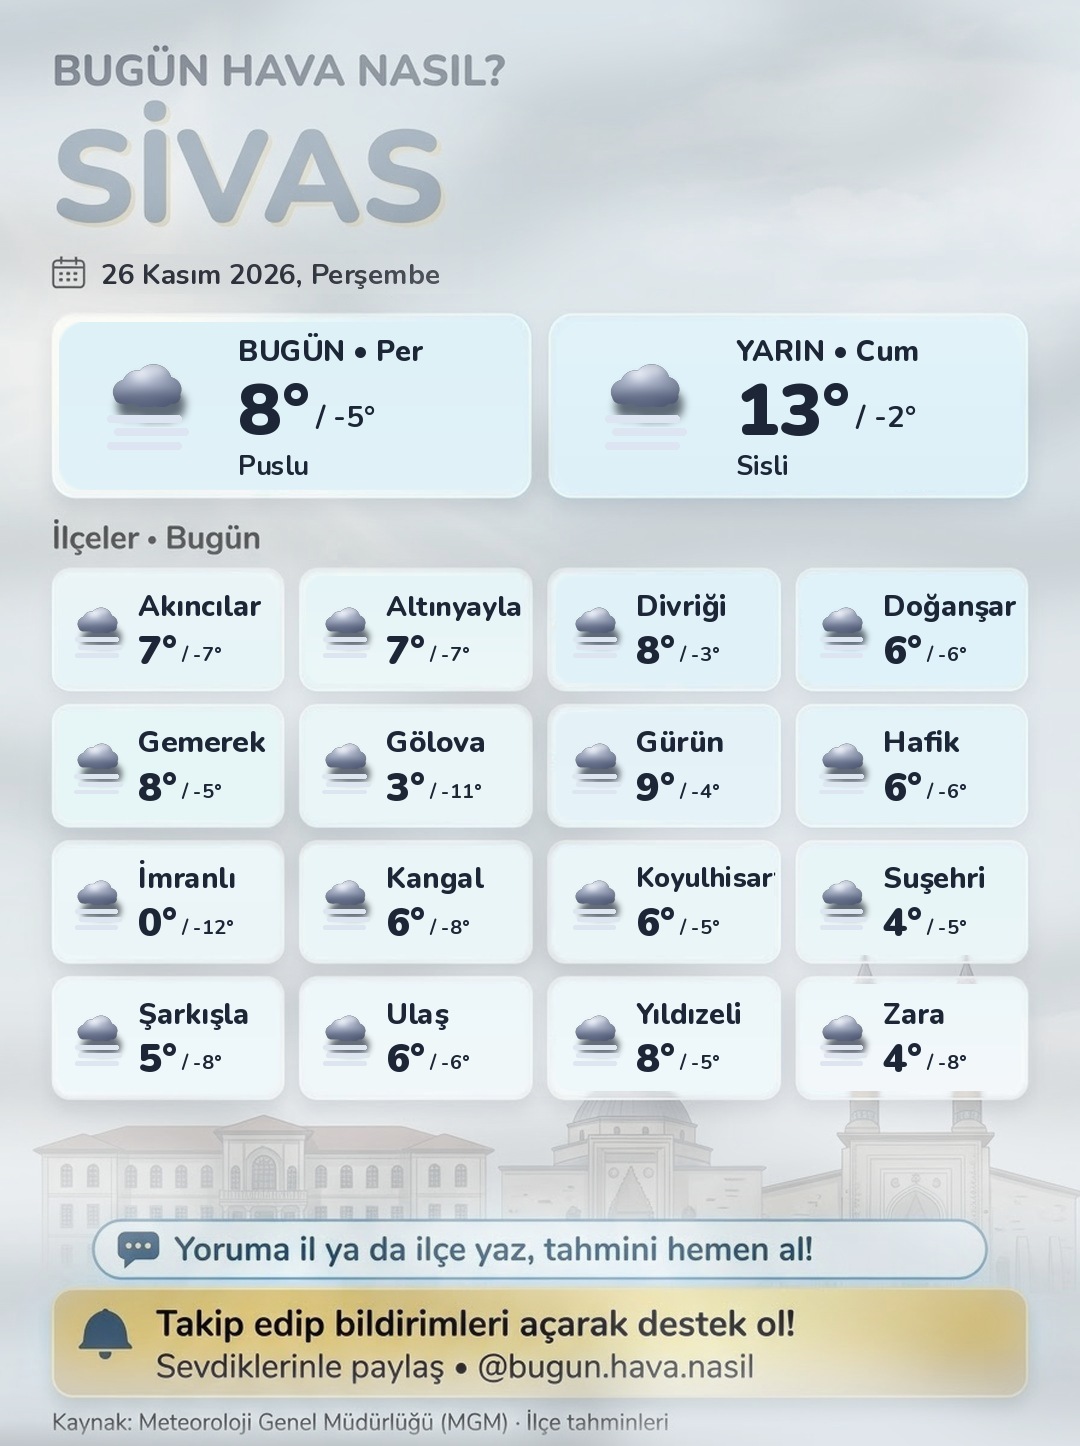 BUGÜN HAVA NASIL?
SİVAS
26 Kasım 2026, Perşembe
BUGÜN • Per
8° / -5°
Puslu
YARIN • Cum
13° / -2°
Sisli
İlçeler • Bugün
Akıncılar
7° / -7°
Altınyayla
7° / -7°
Divriği
8° / -3°
Doğanşar
6° / -6°
Gemerek
8° / -5°
Gölova
3° / -11°
Gürün
9° / -4°
Hafik
6° / -6°
İmranlı
0° / -12°
Kangal
6° / -8°
Koyulhisar
6° / -5°
Suşehri
4° / -5°
Şarkışla
5° / -8°
Ulaş
6° / -6°
Yıldızeli
8° / -5°
Zara
4° / -8°
Yoruma il ya da ilçe yaz, tahmini hemen al!
Takip edip bildirimleri açarak destek ol!
Sevdiklerinle paylaş • @bugun.hava.nasil
Kaynak: Meteoroloji Genel Müdürlüğü (MGM) · İlçe tahminleri